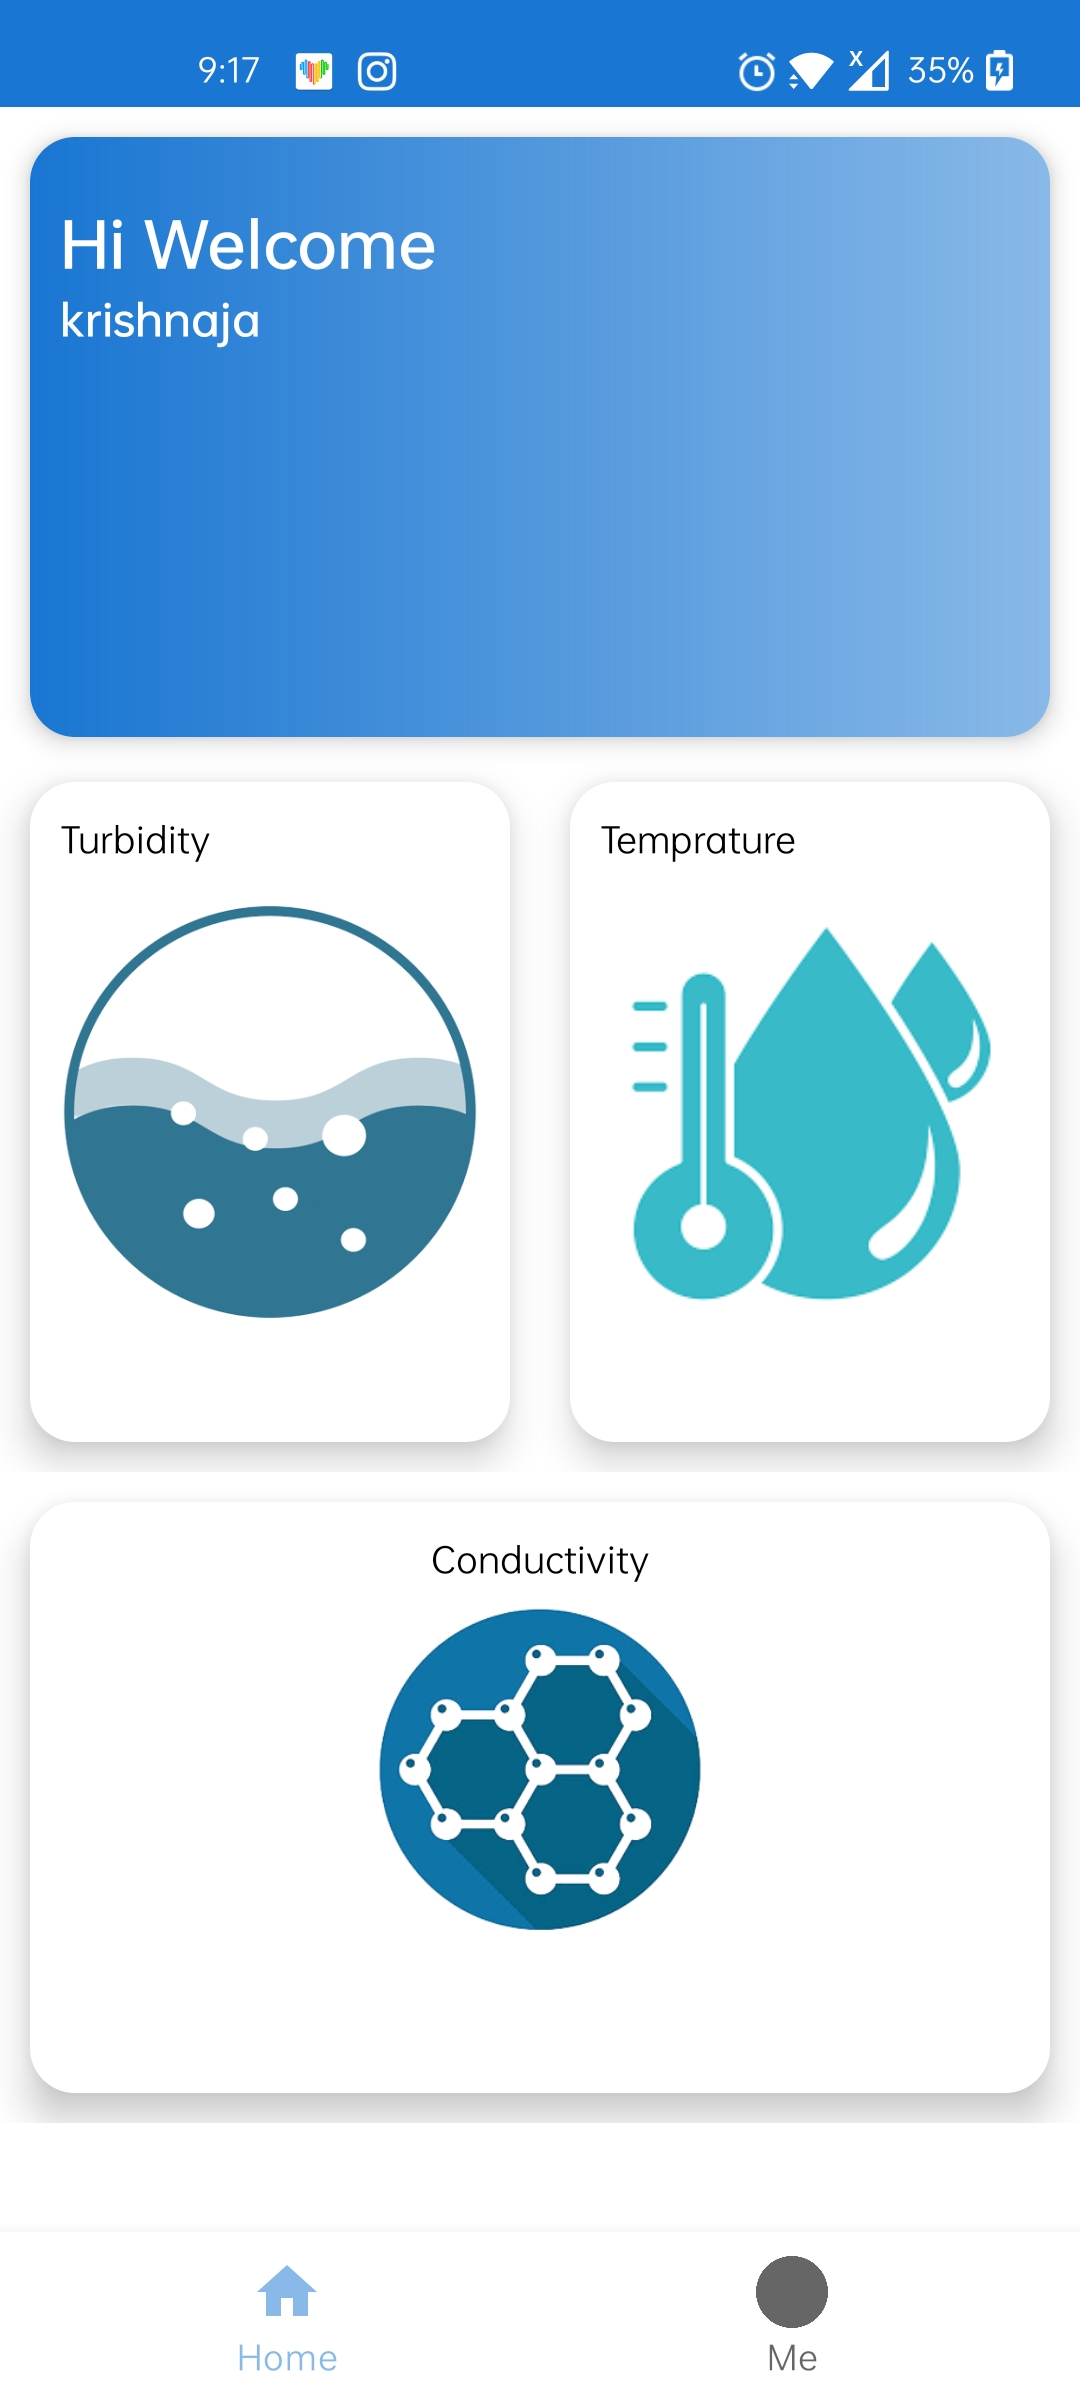 9:17 35%
Hi Welcome
krishnaja
Turbidity
Temprature
Conductivity
Home
Me